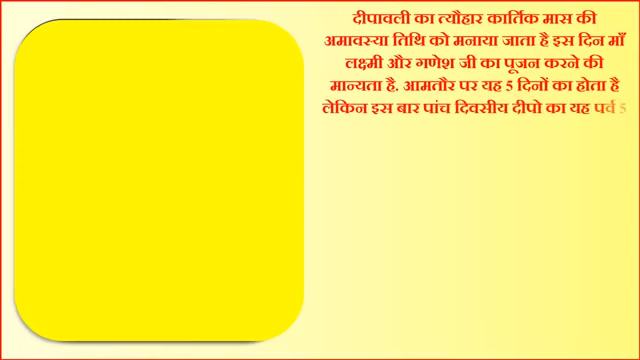 दीपावली का त्यौहार कार्तिक मास की
अमावस्या तिथि को मनाया जाता है इस दिन माँ
लक्ष्मी और गणेश जी का पूजन करने की
मान्यता है. आमतौर पर यह 5 दिनों का होता है
लेकिन इस बार पांच दिवसीय दीपो का यह पर्व 5